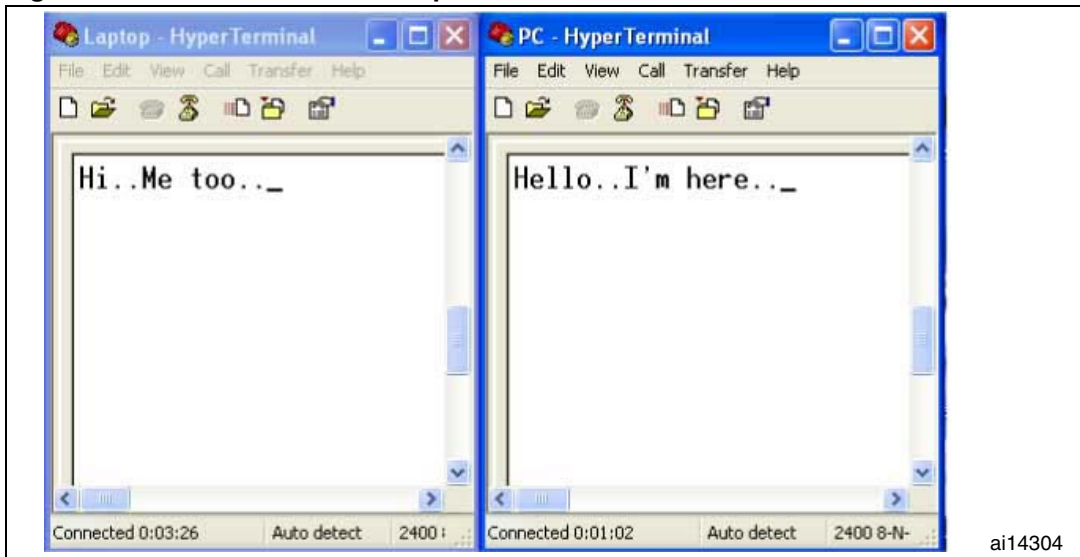 Laptop - HyperTerminal
File Edit View Call Transfer Help
Hi..Me too.._
Connected 0:03:26 Auto detect 2400
PC - HyperTerminal
File Edit View Call Transfer Help
Hello..I'm here.._
Connected 0:01:02 Auto detect 2400 8-N-
ai14304